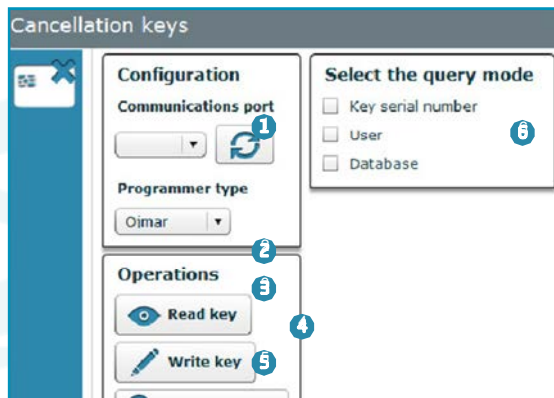 Cancellation keys
Configuration
Communications port
1
Programmer type
Ojmar
2
Operations
3
Read key
4
Write key
5
Select the query mode
Key serial number
User
6
Database